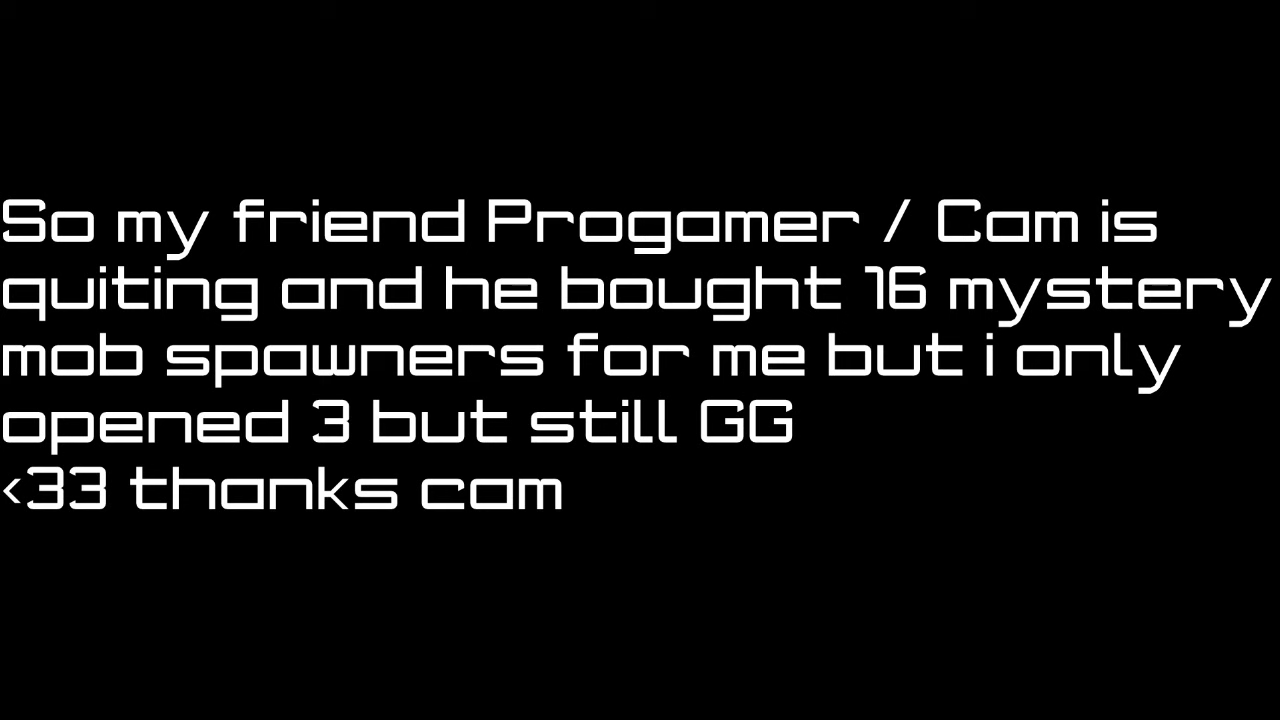 So my friend Progamer / Cam is
quiting and he bought 16 mystery
mob spawners for me but i only
opened 3 but still GG
<33 thanks cam